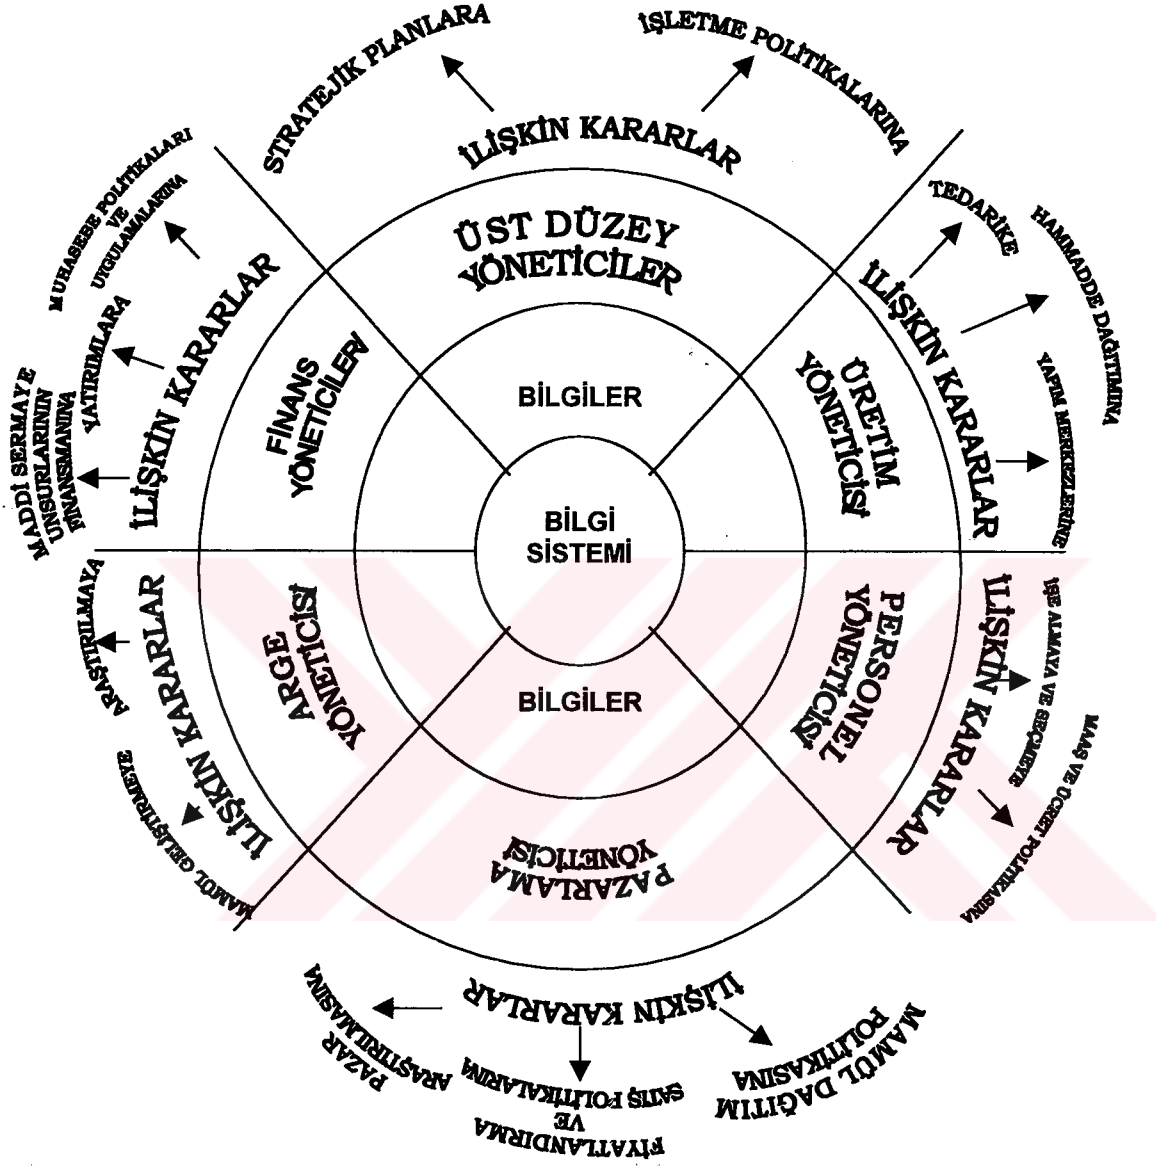 STRATEJİK PLANLARA
İŞLETME POLİTİKALARINA
İLİŞKİN KARARLAR
ÜST DÜZEY
YÖNETİCİLER
TEDARİKE
HAMMADDE DAĞITIMINA
YAPIM MERKEZLERİNE
İLİŞKİN KARARLAR
ÜRETİM
YÖNETİCİSİ
İŞE ALMAYA VE SEÇMEYE
MAAŞ VE ÜCRET POLİTİKASINA
İLİŞKİN KARARLAR
PERSONEL
YÖNETİCİSİ
PAZARLAMA
YÖNETİCİSİ
İLİŞKİN KARARLAR
MAMÜL DAĞITIM
POLİTİKASINA
FİYATLANDIRMA
VE
SATIŞ POLİTİKALARINA
PAZAR
ARAŞTIRILMASINA
ARGE
YÖNETİCİSİ
İLİŞKİN KARARLAR
MAMÜL GELİŞTİRMEYE
ARAŞTIRILMAYA
FİNANS
YÖNETİCİLERİ
İLİŞKİN KARARLAR
MADDİ SERMAYE
UNSURLARININ
FİNANSMANINA
YATIRIMLARA
MUHASEBE POLİTİKALARI
VE
UYGULAMALARINA
BİLGİLER
BİLGİ
SİSTEMİ
BİLGİLER